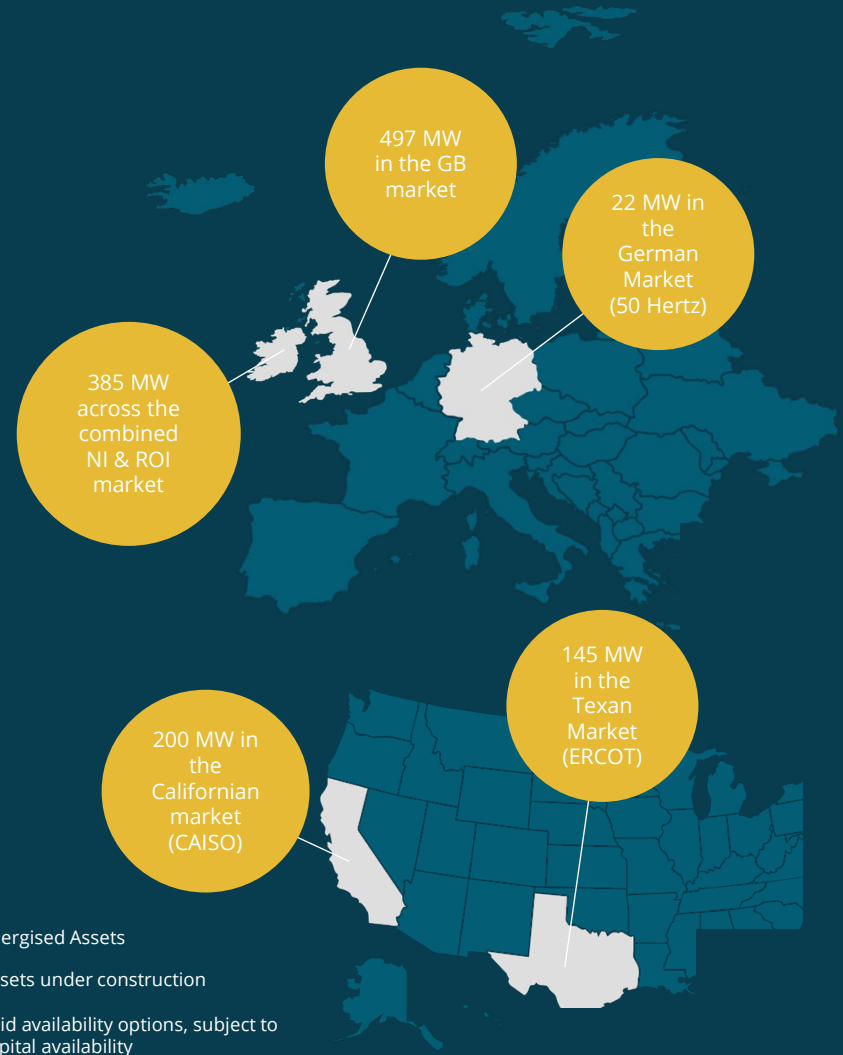 497 MW
in the GB
market
22 MW in
the
German
Market
(50 Hertz)
385 MW
across the
combined
NI & ROI
market
145 MW
in the
Texan
Market
(ERCOT)
200 MW in
the
Californian
market
(CAISO)
ergised Assets
sets under construction
id availability options, subject to
pital availability